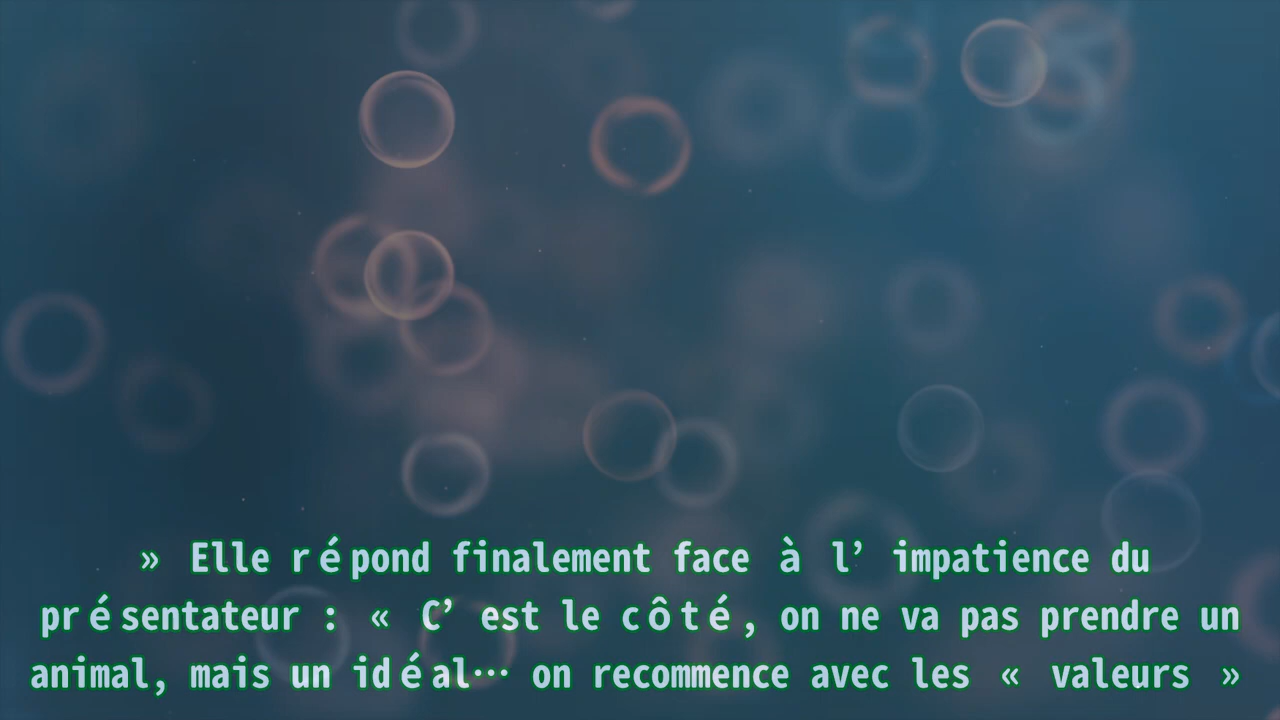 » Elle répond finalement face à l’ impatience du
présentateur : « C’ est le côté, on ne va pas prendre un
animal, mais un idéal… on recommence avec les « valeurs »